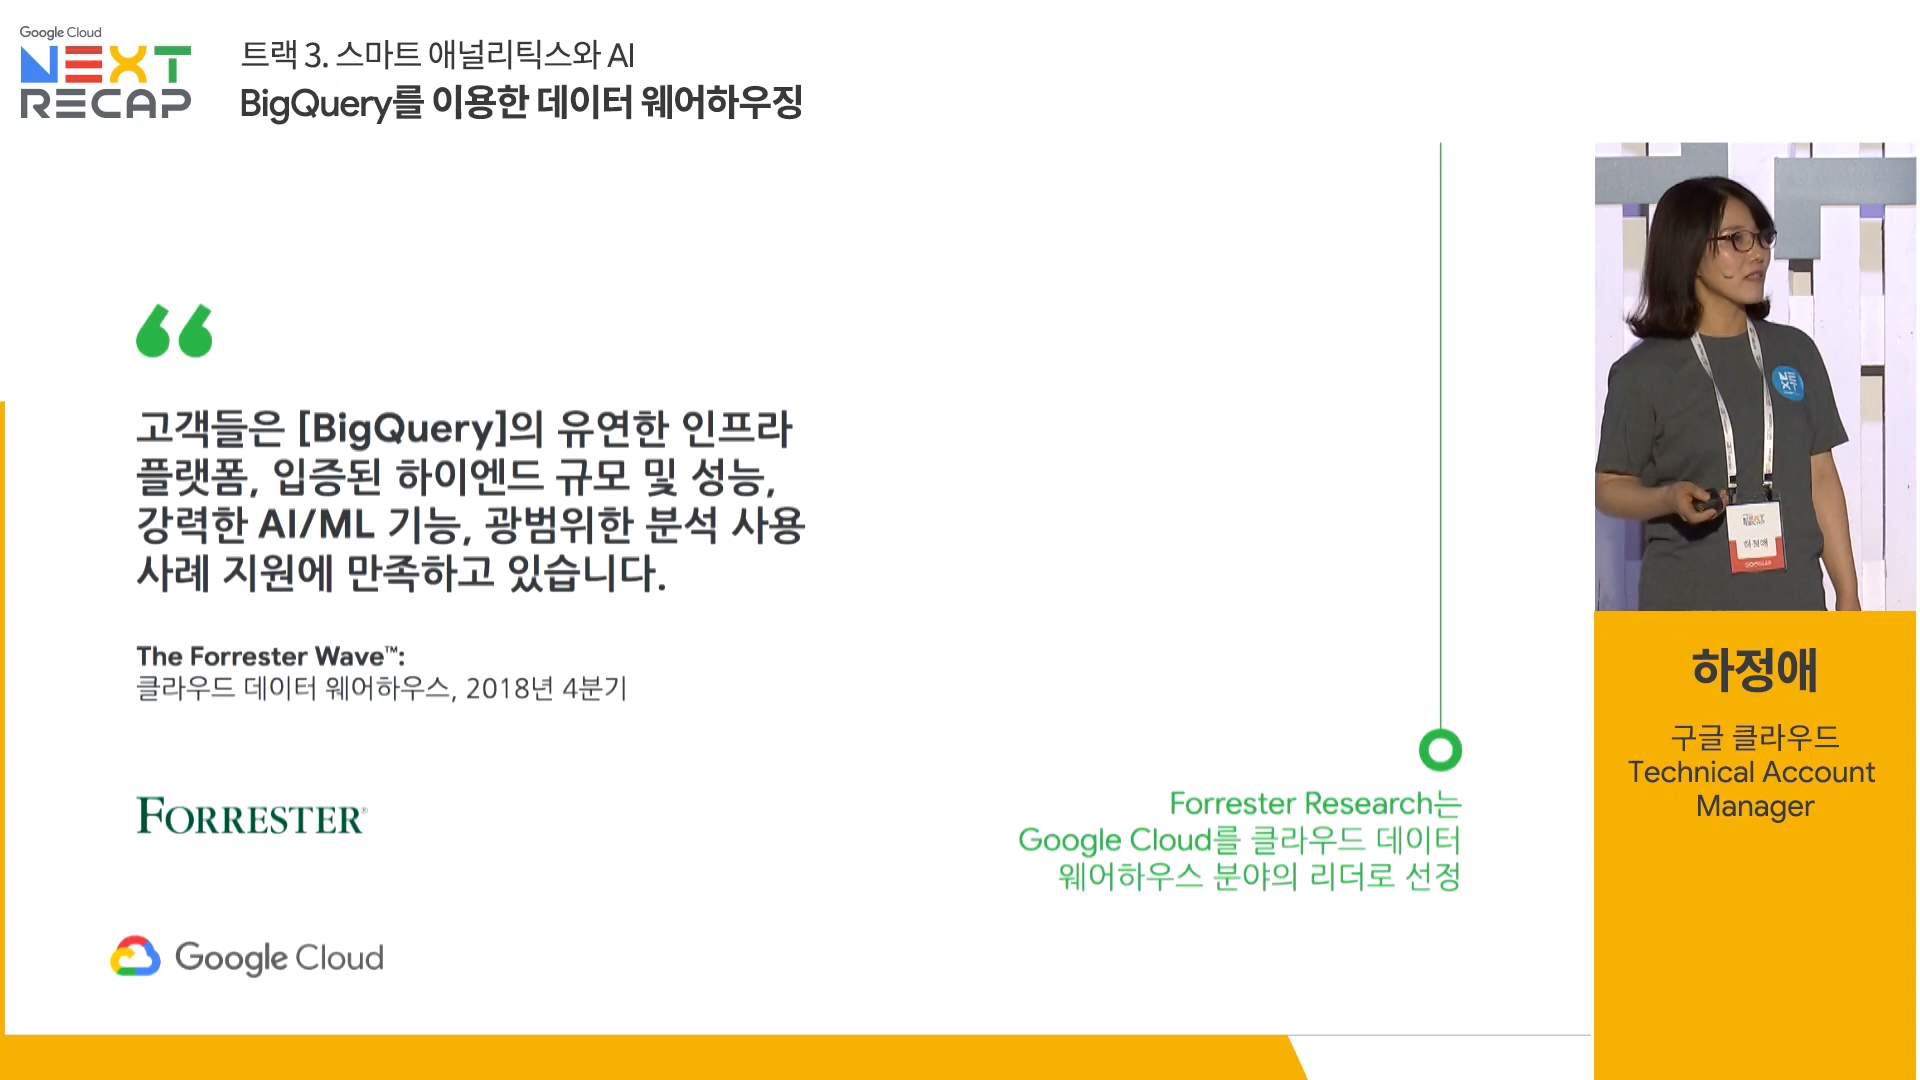 Google Cloud
NEXT
RECAP
트랙 3. 스마트 애널리틱스와 AI
BigQuery를 이용한 데이터 웨어하우징
고객들은 [BigQuery]의 유연한 인프라
플랫폼, 입증된 하이엔드 규모 및 성능,
강력한 AI/ML 기능, 광범위한 분석 사용
사례 지원에 만족하고 있습니다.
The Forrester Wave™:
클라우드 데이터 웨어하우스, 2018년 4분기
FORRESTER®
Forrester Research는
Google Cloud를 클라우드 데이터
웨어하우스 분야의 리더로 선정
Google Cloud
NEXT
RECAP
하정애
GOOGLER
하정애
구글 클라우드
Technical Account
Manager